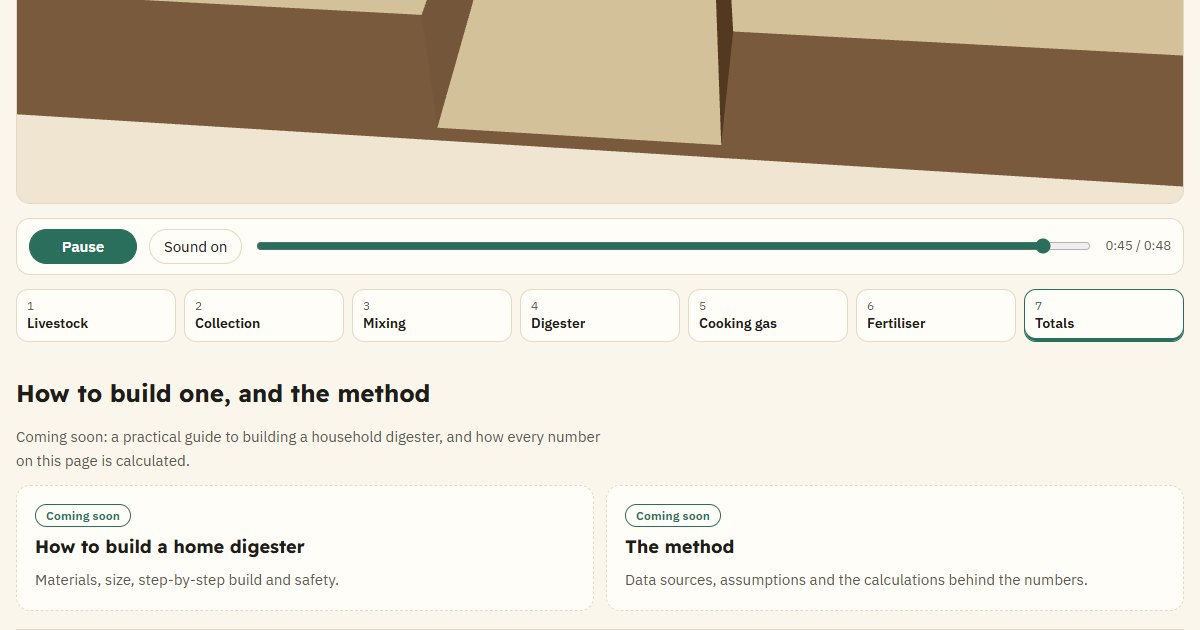 Pause
Sound on
0:45 / 0:48
1
Livestock
2
Collection
3
Mixing
4
Digester
5
Cooking gas
6
Fertiliser
7
Totals
How to build one, and the method
Coming soon: a practical guide to building a household digester, and how every number
on this page is calculated.
Coming soon
How to build a home digester
Materials, size, step-by-step build and safety.
Coming soon
The method
Data sources, assumptions and the calculations behind the numbers.